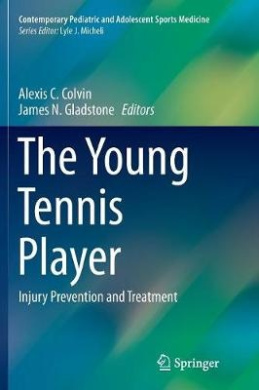 Contemporary Pediatric and Adolescent Sports Medicine
Series Editor: Lyle J. Micheli
Alexis C. Colvin
James N. Gladstone Editors
The Young
Tennis
Player
Injury Prevention and Treatment
Springer